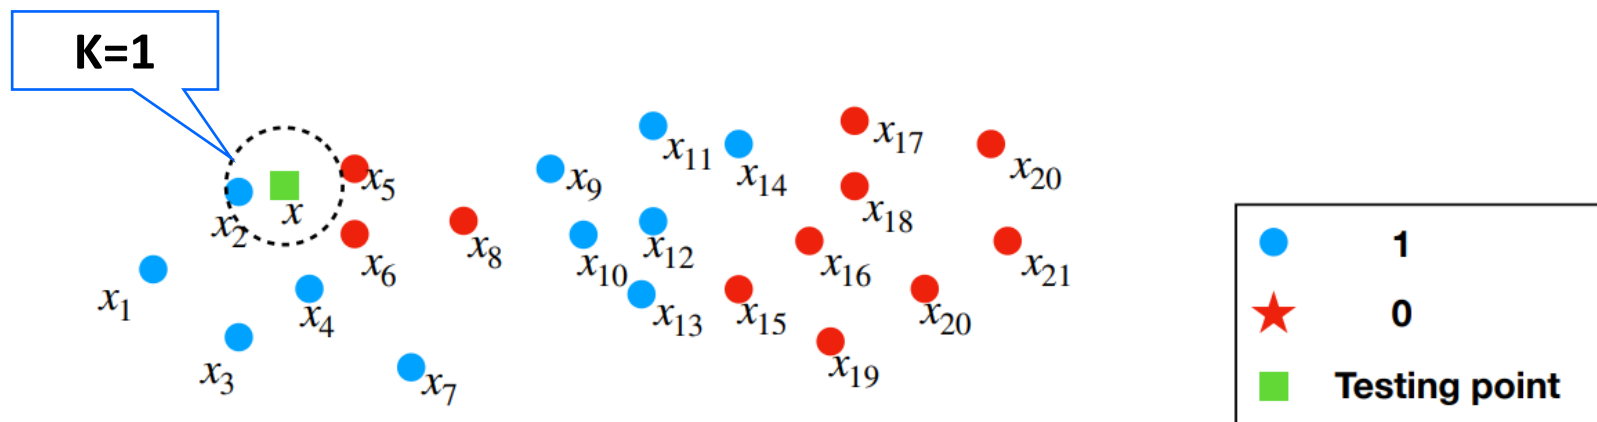 K=1
x
x1
x2
x3
x4
x5
x6
x7
x8
x9
x10
x11
x12
x13
x14
x15
x16
x17
x18
x19
x20
x20
x21
1
0
Testing point